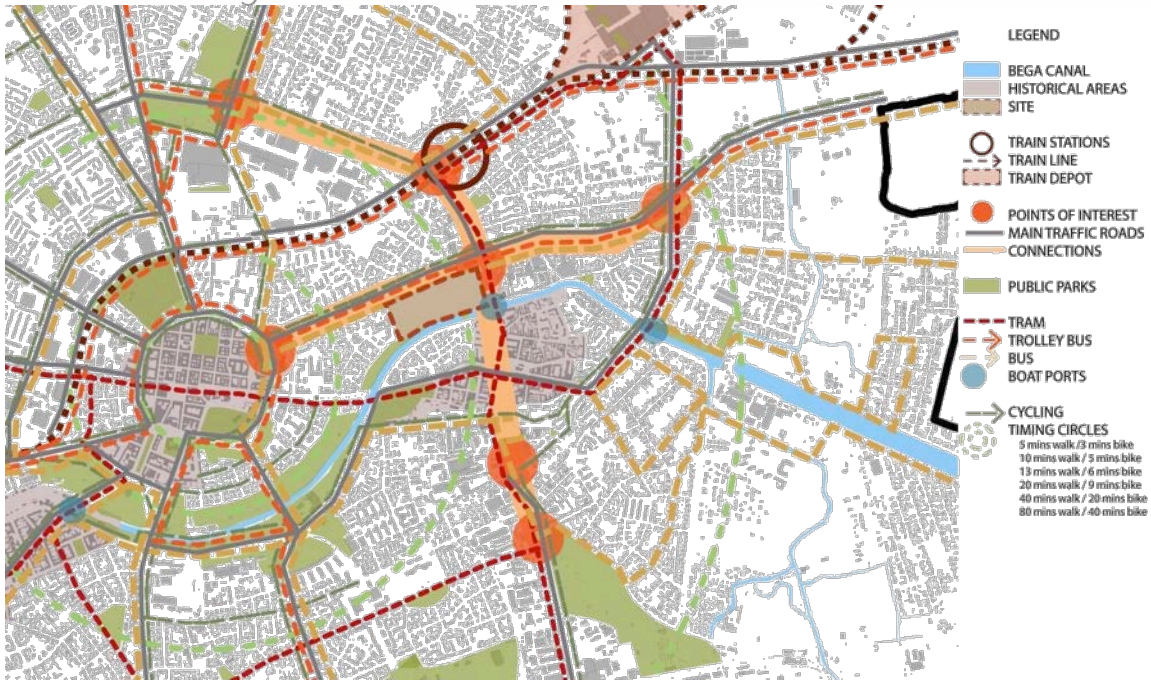 LEGEND
BEGA CANAL
HISTORICAL AREAS
SITE
TRAIN STATIONS
TRAIN LINE
TRAIN DEPOT
POINTS OF INTEREST
MAIN TRAFFIC ROADS
CONNECTIONS
PUBLIC PARKS
TRAM
TROLLEY BUS
BUS
BOAT PORTS
CYCLING
TIMING CIRCLES
5 mins walk /3 mins bike
10 mins walk / 5 mins bike
13 mins walk / 6 mins bike
20 mins walk / 9 mins bike
40 mins walk / 20 mins bike
80 mins walk / 40 mins bike